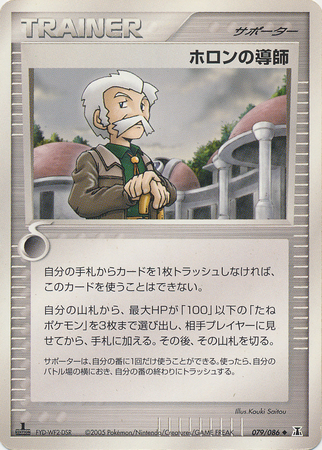 TRAINER
サポーター
ホロンの導師
自分の手札からカードを1枚トラッシュしなければ、
このカードを使うことはできない。
自分の山札から、最大HPが「100」以下の「たね
ポケモン」を3枚まで選び出し、相手プレイヤーに見
せてから、手札に加える。その後、その山札を切る。
サポーターは、自分の番に1回だけ使うことができる。使ったら、自分の
バトル場の横におき、自分の番の終わりにトラッシュする。
Illus.Kouki Saitou
1 EDITION FYD-WF2-DSR ©2005 Pokémon/Nintendo/Creatures/GAME FREAK 079/086 ◆